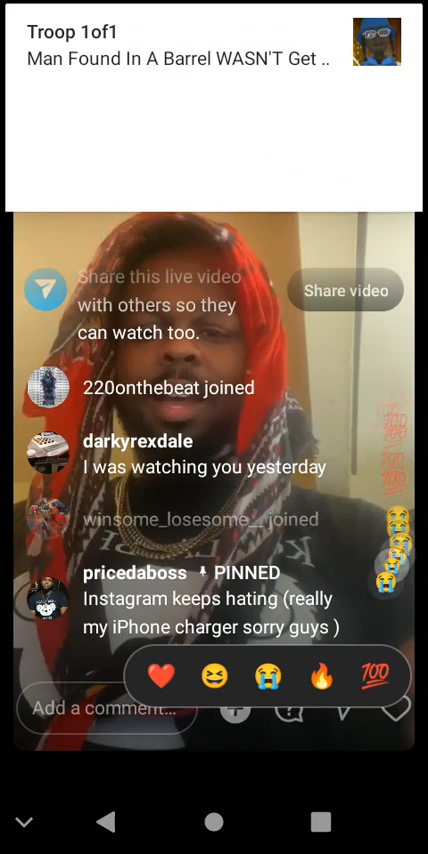 Troop 1of1
Man Found In A Barrel WASN'T Get ..
Share this live video
with others so they
can watch too.
Share video
220onthebeat joined
darkyrexdale
I was watching you yesterday
winsome_losesome__ joined
pricedaboss PINNED
Instagram keeps hating (really
my iPhone charger sorry guys )
Add a comment...